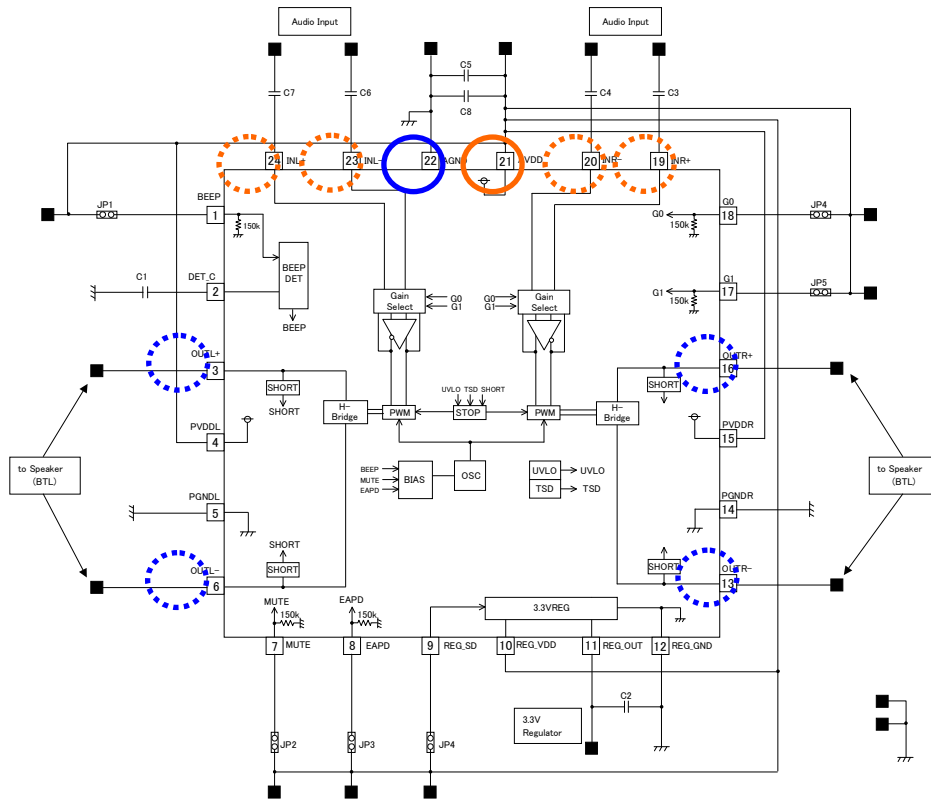 Audio Input
Audio Input
C5
C7
C6
C8
C4
C3
24 INL+
23 INL-
22 AGND
21 AVDD
20 INR-
19 INR+
BEEP
JP1
1
150k
BEEP
DET
BEEP
C1
DET_C
2
G0
150k
G0
18
JP4
G1
150k
G1
17
JP5
Gain
Select
G0
G1
G0
G1
Gain
Select
OUTL+
3
SHORT
SHORT
H-
Bridge
PWM
UVLO TSD SHORT
STOP
PWM
H-
Bridge
OUTR+
16
SHORT
PVDDL
4
PVDDR
15
to Speaker
(BTL)
BEEP
MUTE
EAPD
BIAS
OSC
UVLO
UVLO
TSD
TSD
to Speaker
(BTL)
PGNDL
5
PGNDR
14
SHORT
SHORT
OUTL-
6
SHORT
OUTR-
13
MUTE
150k
EAPD
150k
3.3VREG
7 MUTE
8 EAPD
9 REG_SD
10 REG_VDD
11 REG_OUT
12 REG_GND
C2
3.3V
Regulator
JP2
JP3
JP4